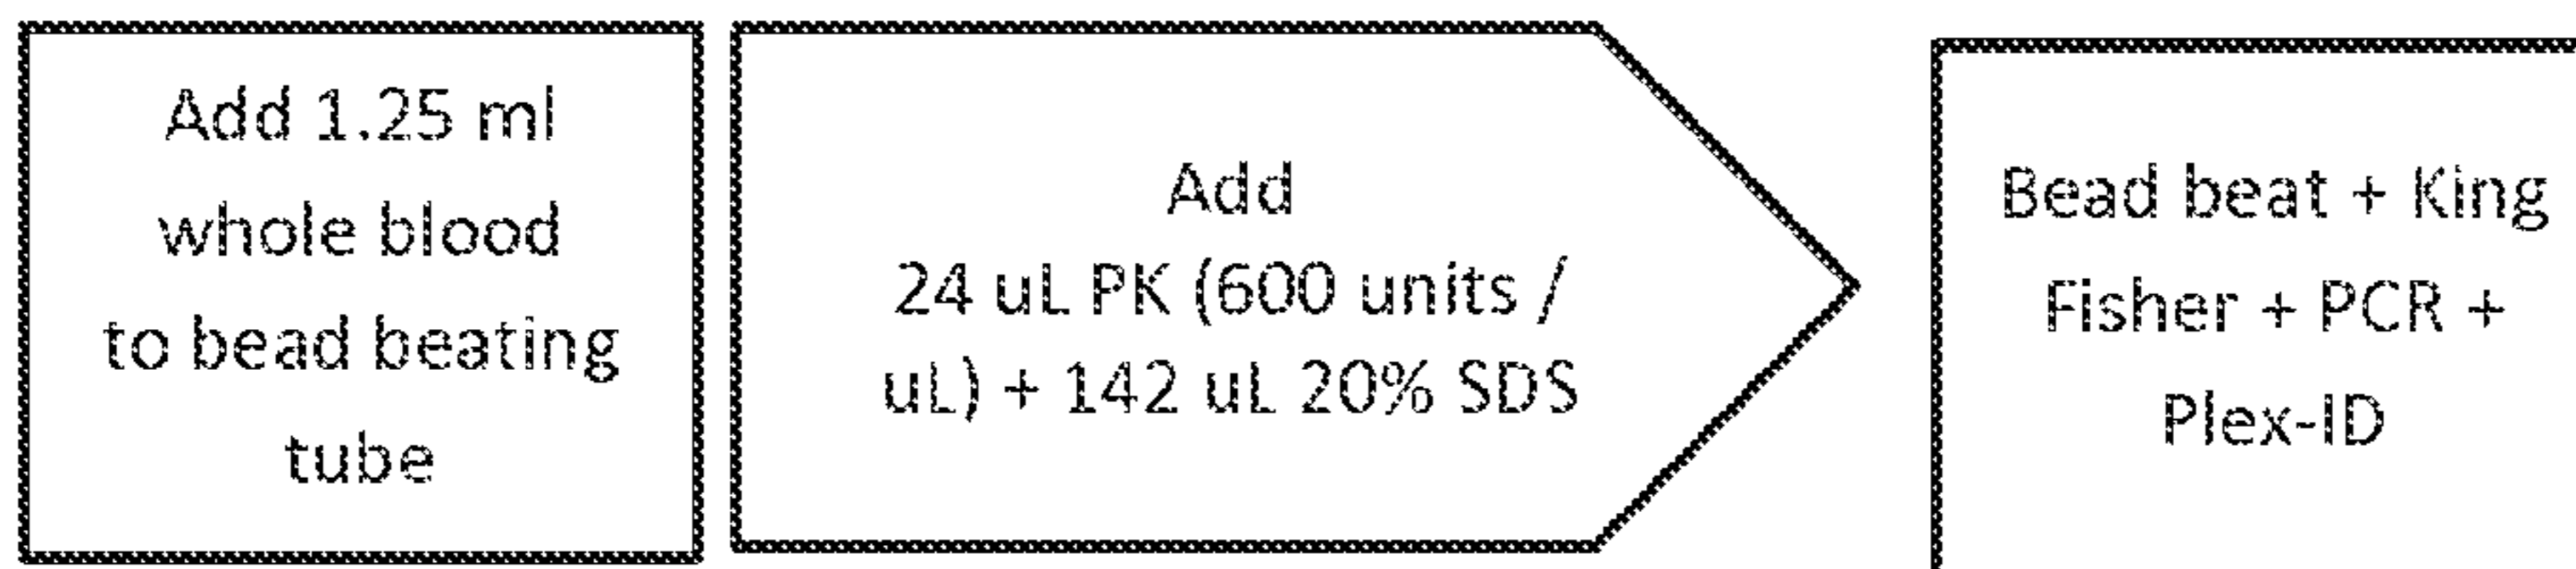 Add 1.25 ml
whole blood
to bead beating
tube
Add
24 uL PK (600 units /
uL) + 142 uL 20% SDS
Bead beat + King
Fisher + PCR +
Plex-ID